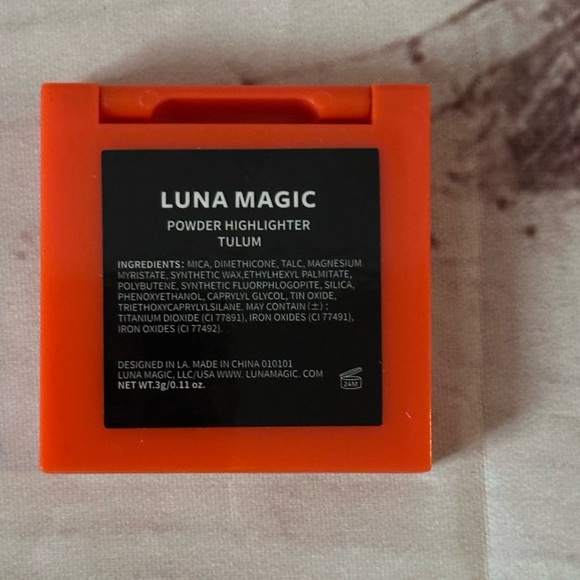 LUNA MAGIC
POWDER HIGHLIGHTER
TULUM
INGREDIENTS: MICA, DIMETHICONE, TALC, MAGNESIUM
MYRISTATE, SYNTHETIC WAX,ETHYLHEXYL PALMITATE,
POLYBUTENE, SYNTHETIC FLUORPHLOGOPITE, SILICA,
PHENOXYETHANOL, CAPRYLYL GLYCOL, TIN OXIDE,
TRIETHOXYCAPRYLYLSILANE. MAY CONTAIN (±) :
TITANIUM DIOXIDE (CI 77891), IRON OXIDES (CI 77491),
IRON OXIDES (CI 77492).
DESIGNED IN LA. MADE IN CHINA 010101
LUNA MAGIC, LLC/USA WWW. LUNAMAGIC. COM
NET WT.3g/0.11 oz.
24M